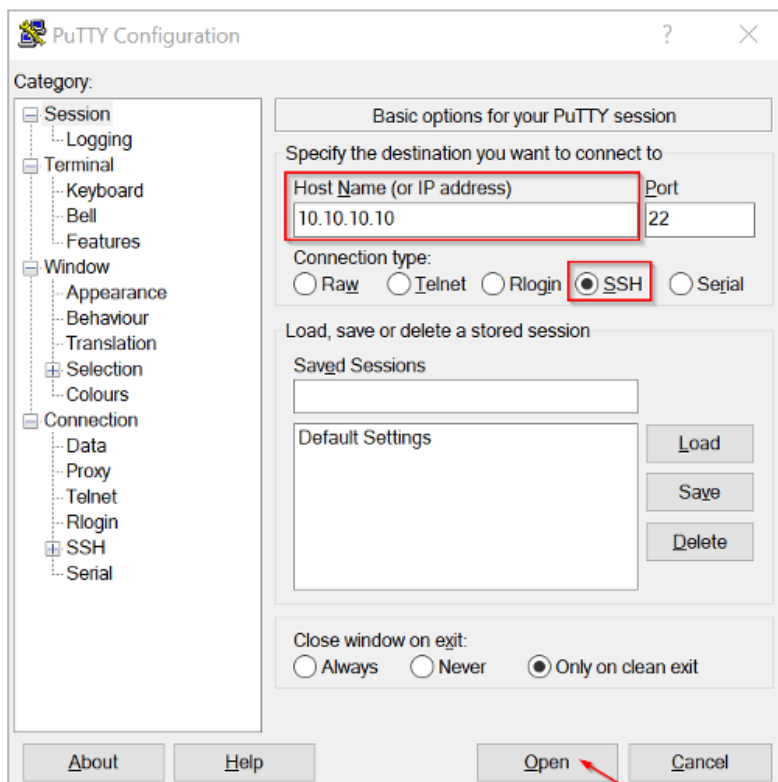 PuTTY Configuration
Category:
Session
Logging
Terminal
Keyboard
Bell
Features
Window
Appearance
Behaviour
Translation
Selection
Colours
Connection
Data
Proxy
Telnet
Rlogin
SSH
Serial
Basic options for your PuTTY session
Specify the destination you want to connect to
Host Name (or IP address) Port
10.10.10.10 22
Connection type:
Raw Telnet Rlogin SSH Serial
Load, save or delete a stored session
Saved Sessions
Default Settings
Load
Save
Delete
Close window on exit:
Always Never Only on clean exit
About Help Open Cancel